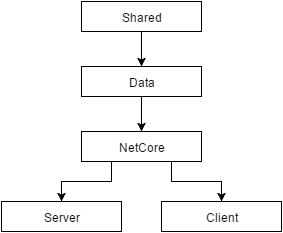 Shared
Data
NetCore
Server
Client